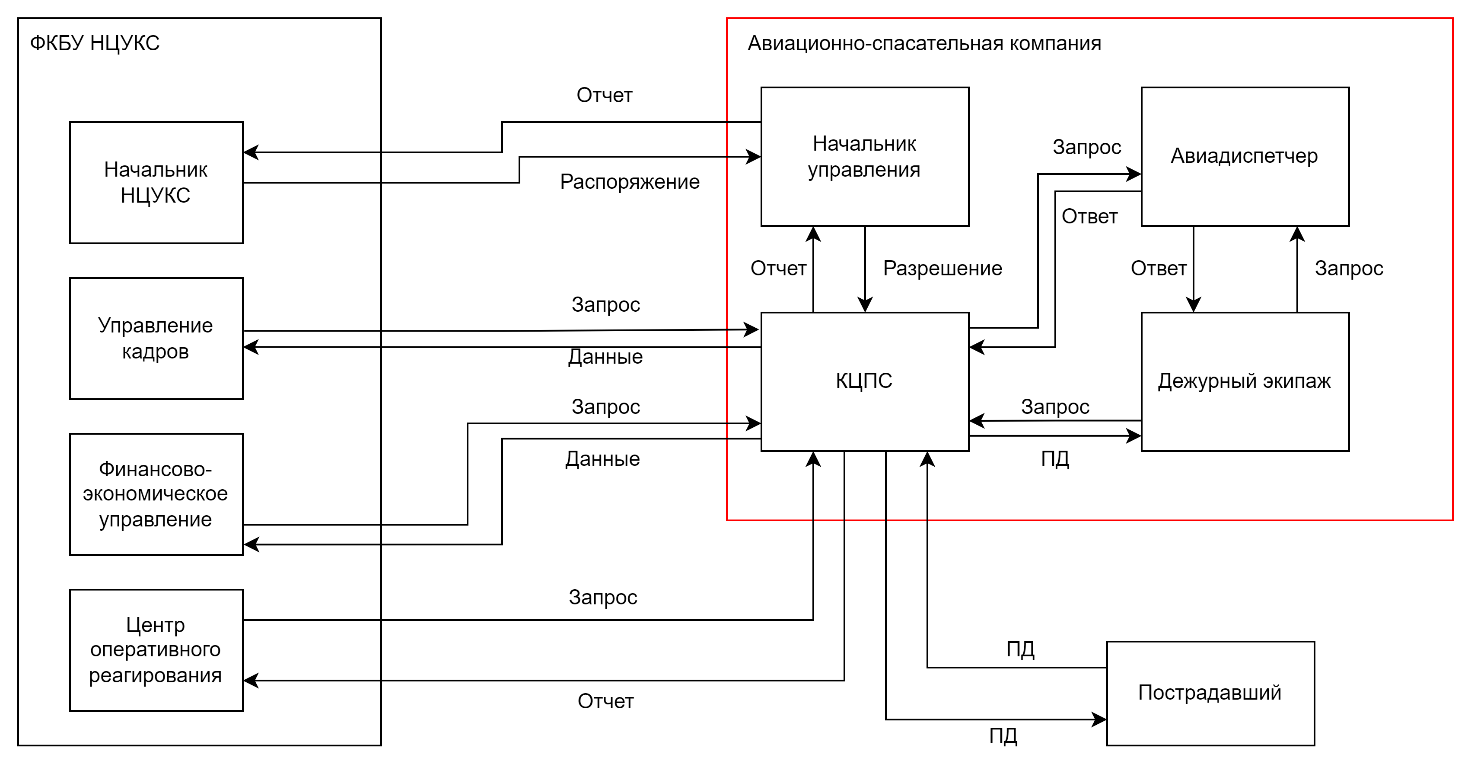 ФКБУ НЦУКС
Авиационно-спасательная компания
Отчет
Начальник
НЦУКС
Распоряжение
Начальник
управления
Запрос
Авиадиспетчер
Ответ
Отчет
Разрешение
Ответ
Запрос
Управление
кадров
Запрос
Данные
КЦПС
Дежурный экипаж
Запрос
Данные
Запрос
ПД
Финансово-
экономическое
управление
Центр
оперативного
реагирования
Запрос
Отчет
ПД
ПД
Пострадавший